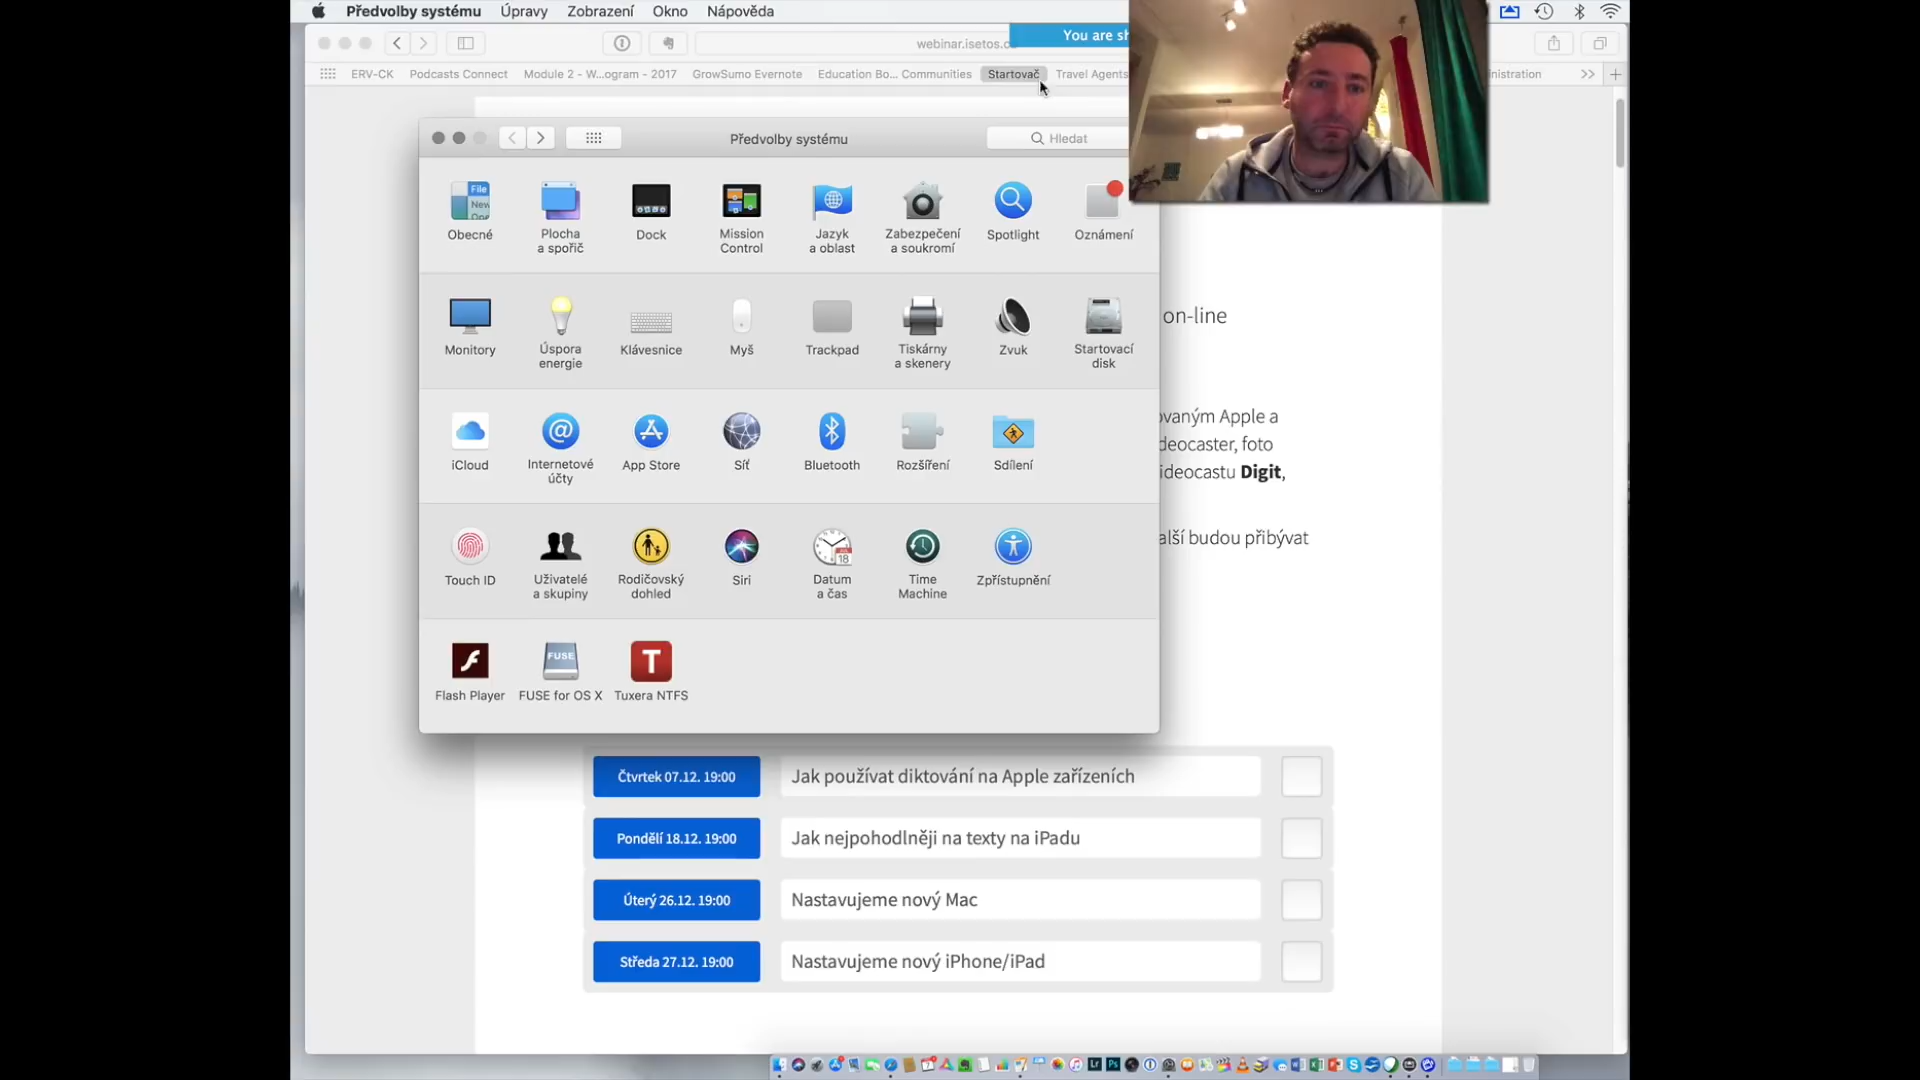 Předvolby systému Úpravy Zobrazení Okno Nápověda
webinar.isetos.c
You are sh
ERV-CK Podcasts Connect Module 2 - W...ogram - 2017 GrowSumo Evernote Education Bo... Communities Startovač Travel Agents inistration
Předvolby systému
Hledat
File
New
Obecné
Plocha
a spořič
Dock
Mission
Control
Jazyk
a oblast
Zabezpečení
a soukromí
Spotlight
Oznámení
Monitory
Úspora
energie
Klávesnice
Myš
Trackpad
Tiskárny
a skenery
Zvuk
Startovací
disk
iCloud
Internetové
účty
App Store
Síť
Bluetooth
Rozšíření
Sdílení
Touch ID
Uživatelé
a skupiny
Rodičovský
dohled
Siri
18
Datum
a čas
Time
Machine
Zpřístupnění
Flash Player
FUSE
FUSE for OS X
T
Tuxera NTFS
on-line
ovaným Apple a
deocaster, foto
ideocastu Digit,
alší budou přibývat
Čtvrtek 07.12. 19:00 Jak používat diktování na Apple zařízeních
Pondělí 18.12. 19:00 Jak nejpohodlněji na texty na iPadu
Úterý 26.12. 19:00 Nastavujeme nový Mac
Středa 27.12. 19:00 Nastavujeme nový iPhone/iPad